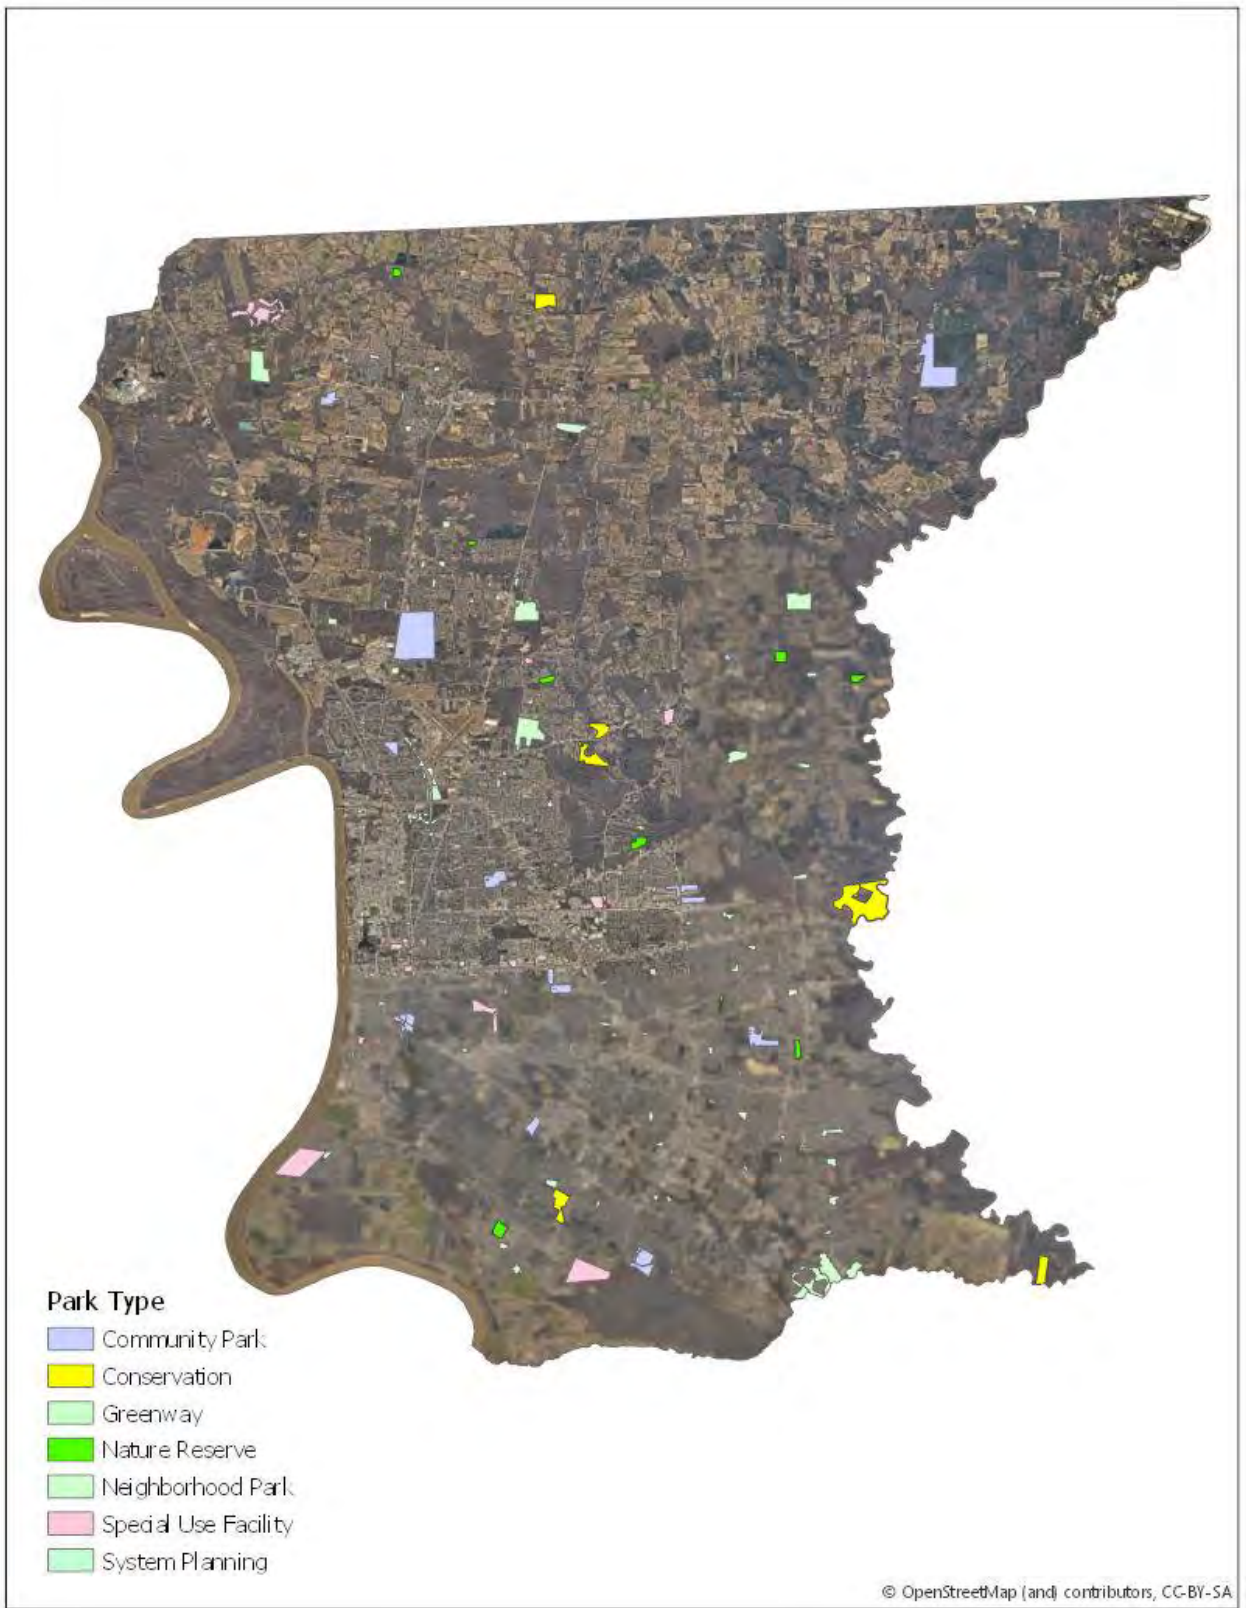 Park Type
Community Park
Conservation
Greenway
Nature Reserve
Neighborhood Park
Special Use Facility
System Planning
© OpenStreetMap (and) contributors, CC-BY-SA